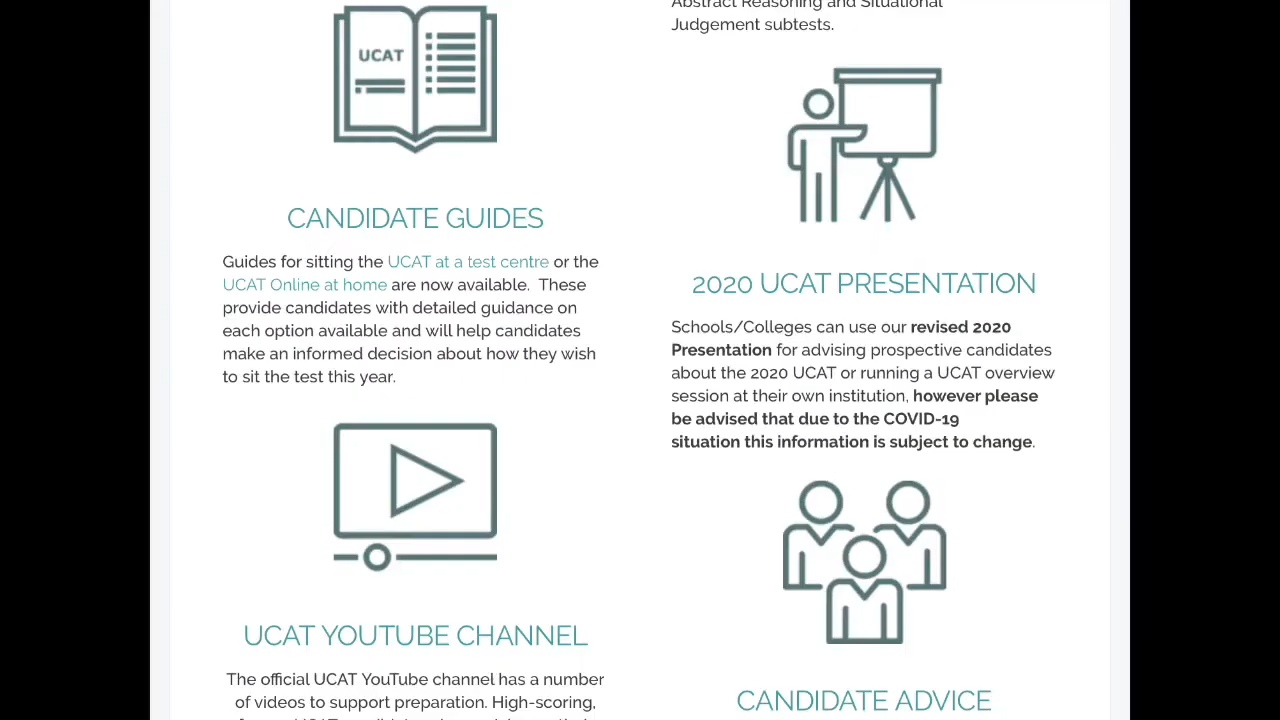 UCAT
CANDIDATE GUIDES
Guides for sitting the UCAT at a test centre or the
UCAT Online at home are now available. These
provide candidates with detailed guidance on
each option available and will help candidates
make an informed decision about how they wish
to sit the test this year.
UCAT YOUTUBE CHANNEL
The official UCAT YouTube channel has a number
of videos to support preparation. High-scoring,
Abstract Reasoning and Situational
Judgement subtests.
2020 UCAT PRESENTATION
Schools/Colleges can use our revised 2020
Presentation for advising prospective candidates
about the 2020 UCAT or running a UCAT overview
session at their own institution, however please
be advised that due to the COVID-19
situation this information is subject to change.
CANDIDATE ADVICE